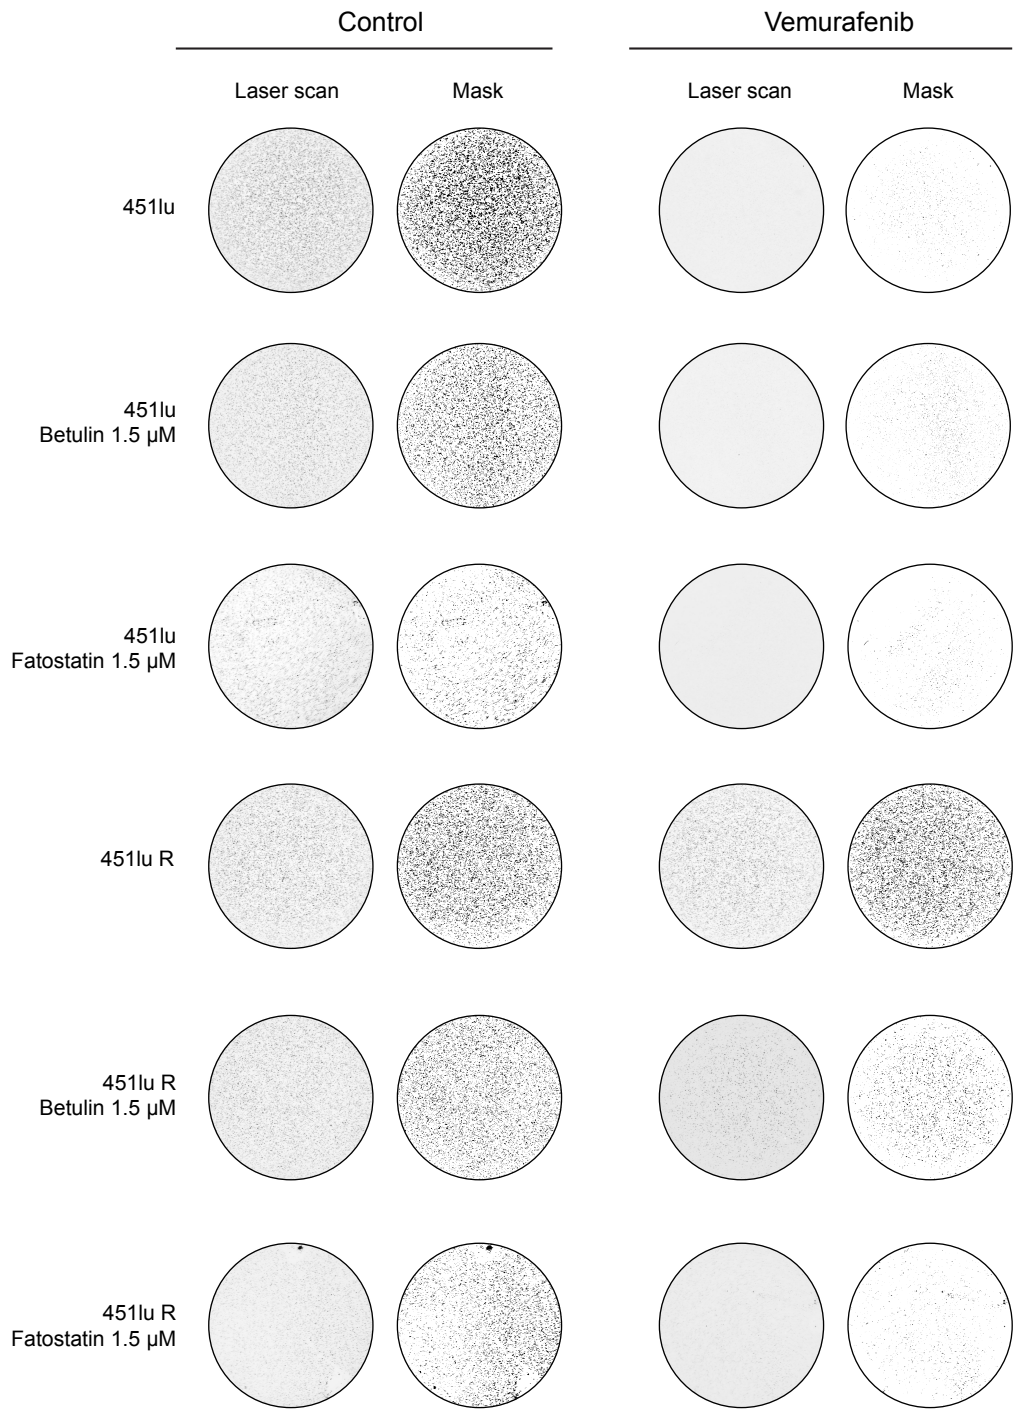 Control
Vemurafenib
Laser scan
Mask
Laser scan
Mask
451lu
451lu
Betulin 1.5 µM
451lu
Fatostatin 1.5 µM
451lu R
451lu R
Betulin 1.5 µM
451lu R
Fatostatin 1.5 µM